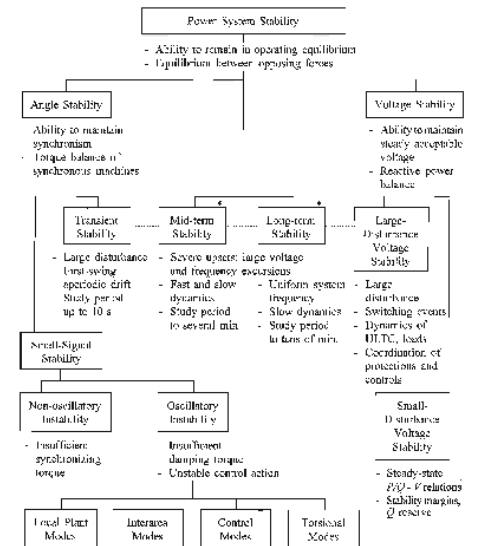 Power System Stability
- Ability to remain in operating equilibrium
- Equilibrium between opposing forces
Angle Stability
- Ability to maintain
synchronism
- Torque balance of
synchronous machines
Voltage Stability
- Ability to maintain
steady acceptable
voltage
- Reactive power
balance
Transient
Stability
- Large disturbance
- First-swing
aperiodic drift
- Study period
up to 10 s
Mid-term
Stability
Long-term
Stability
- Severe upsets; large voltage
and frequency excursions
- Fast and slow
dynamics
- Study period
to several min.
- Uniform system
frequency
- Slow dynamics
- Study period
to tens of min.
Large-
Disturbance
Voltage
Stability
- Large
disturbance
- Switching events
- Dynamics of
ULTC, loads
- Coordination of
protections and
controls
Small-Signal
Stability
Non-oscillatory
Instability
- Insufficient
synchronizing
torque
Oscillatory
Instability
- Insufficient
damping torque
- Unstable control action
Small-
Disturbance
Voltage
Stability
- Steady-state
P/Q - V relations
- Stability margins,
Q reserve
Local Plant
Modes
Interarea
Modes
Control
Modes
Torsional
Modes